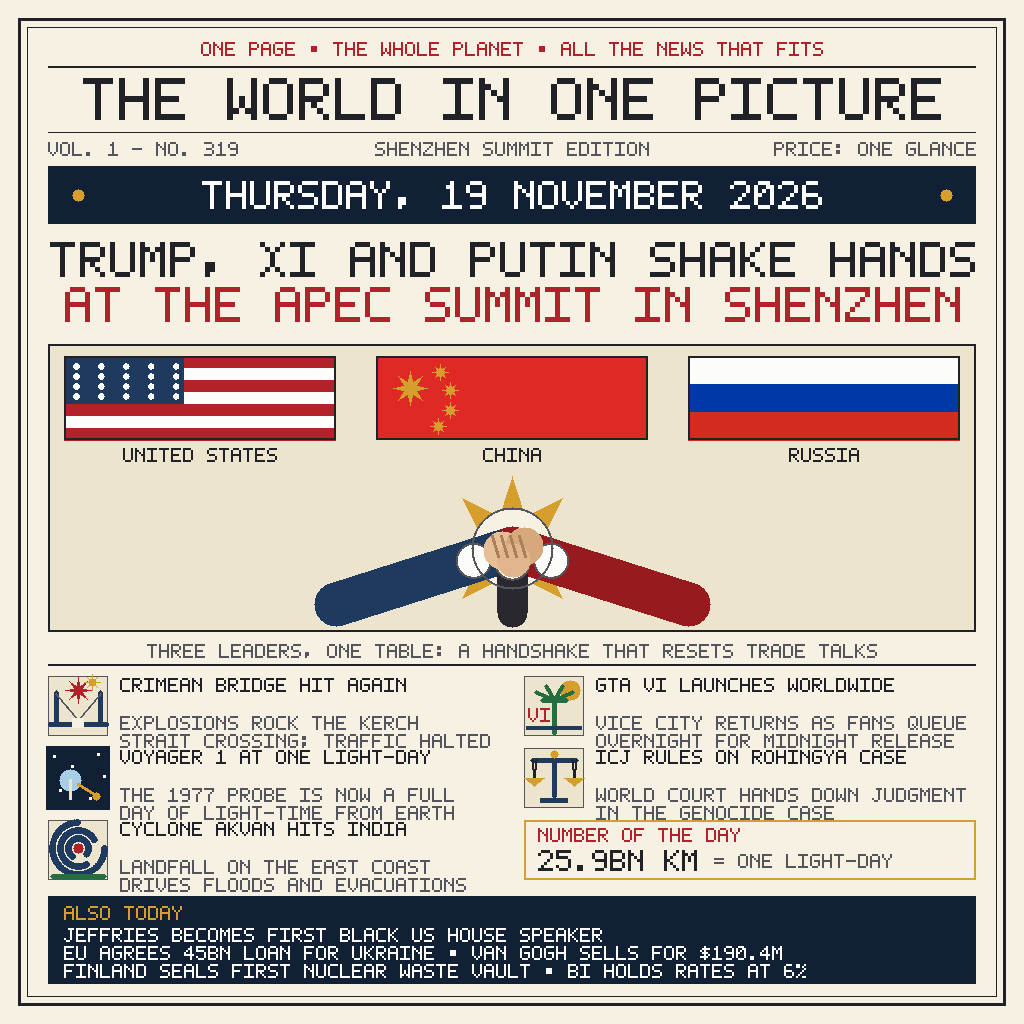 ONE PAGE ▪ THE WHOLE PLANET ▪ ALL THE NEWS THAT FITS
THE WORLD IN ONE PICTURE
VOL. 1 – NO. 319
SHENZHEN SUMMIT EDITION
PRICE: ONE GLANCE
THURSDAY, 19 NOVEMBER 2026
TRUMP, XI AND PUTIN SHAKE HANDS
AT THE APEC SUMMIT IN SHENZHEN
UNITED STATES
CHINA
RUSSIA
THREE LEADERS, ONE TABLE: A HANDSHAKE THAT RESETS TRADE TALKS
CRIMEAN BRIDGE HIT AGAIN
EXPLOSIONS ROCK THE KERCH
STRAIT CROSSING; TRAFFIC HALTED
VOYAGER 1 AT ONE LIGHT-DAY
THE 1977 PROBE IS NOW A FULL
DAY OF LIGHT-TIME FROM EARTH
CYCLONE AKVAN HITS INDIA
LANDFALL ON THE EAST COAST
DRIVES FLOODS AND EVACUATIONS
VI
GTA VI LAUNCHES WORLDWIDE
VICE CITY RETURNS AS FANS QUEUE
OVERNIGHT FOR MIDNIGHT RELEASE
ICJ RULES ON ROHINGYA CASE
WORLD COURT HANDS DOWN JUDGMENT
IN THE GENOCIDE CASE
NUMBER OF THE DAY
25.9BN KM = ONE LIGHT-DAY
ALSO TODAY
JEFFRIES BECOMES FIRST BLACK US HOUSE SPEAKER
EU AGREES 45BN LOAN FOR UKRAINE ▪ VAN GOGH SELLS FOR $190.4M
FINLAND SEALS FIRST NUCLEAR WASTE VAULT ▪ BI HOLDS RATES AT 6%